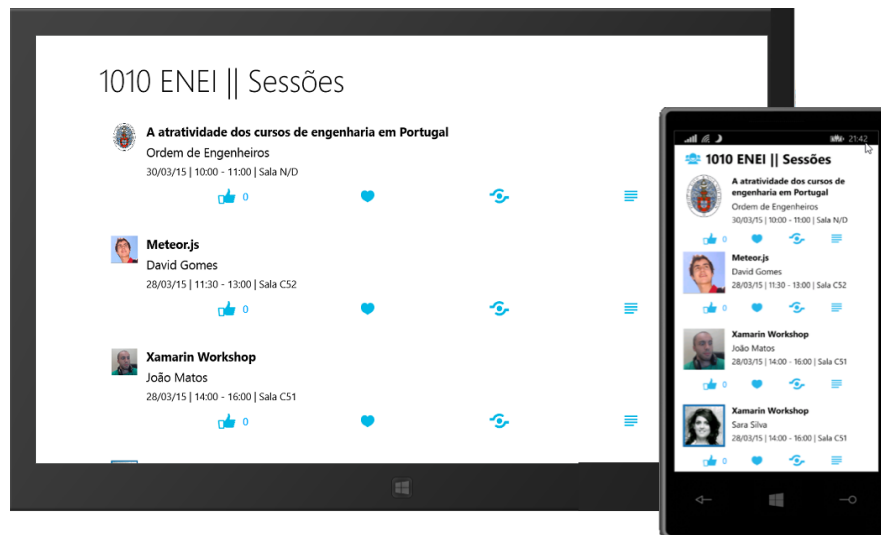 1010 ENEI || Sessões
A atratividade dos cursos de engenharia em Portugal
Ordem de Engenheiros
30/03/15 | 10:00 - 11:00 | Sala N/D
0
Meteor.js
David Gomes
28/03/15 | 11:30 - 13:00 | Sala C52
0
Xamarin Workshop
João Matos
28/03/15 | 14:00 - 16:00 | Sala C51
0
21:42
1010 ENEI || Sessões
A atratividade dos cursos de
engenharia em Portugal
Ordem de Engenheiros
30/03/15 | 10:00 - 11:00 | Sala N/D
0
Meteor.js
David Gomes
28/03/15 | 11:30 - 13:00 | Sala C52
0
Xamarin Workshop
João Matos
28/03/15 | 14:00 - 16:00 | Sala C51
0
Xamarin Workshop
Sara Silva
28/03/15 | 14:00 - 16:00 | Sala C51
0